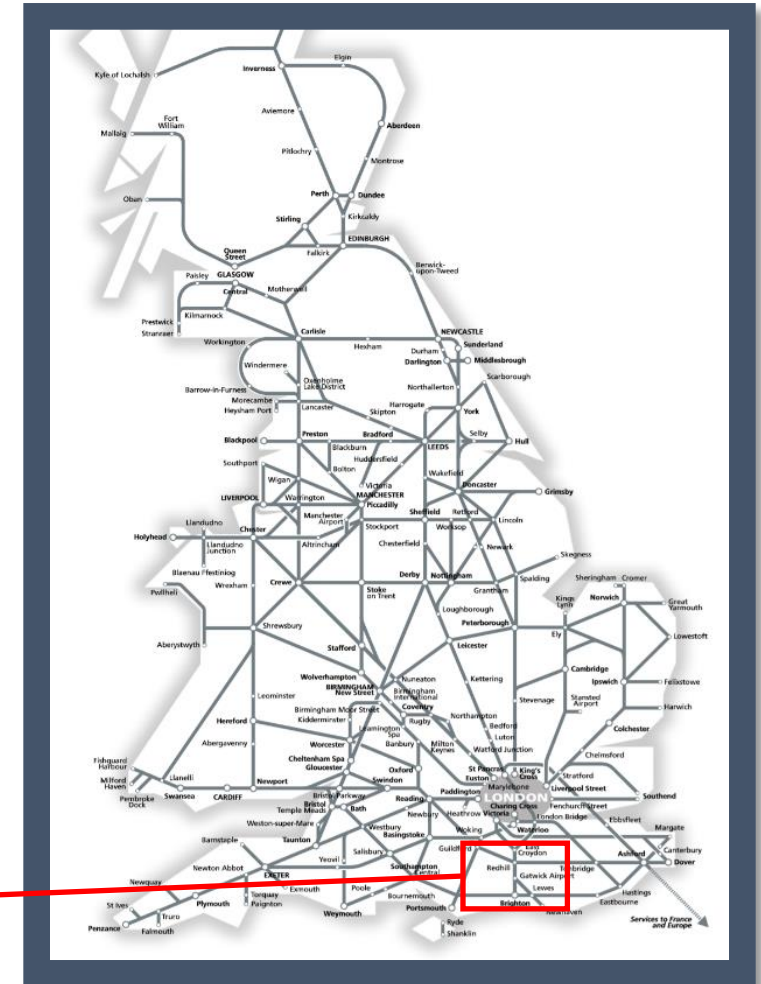 Inverness
Elgin
Kyle of Lochalsh
Aviemore
Fort
William
Mallaig
Aberdeen
Pitlochry
Montrose
Oban
Perth
Dundee
Stirling
Kirkcaldy
EDINBURGH
Queen
Street
Falkirk
Berwick-
upon-Tweed
Paisley
GLASGOW
Central
Motherwell
Prestwick
Kilmarnock
Stranraer
Carlisle
NEWCASTLE
Workington
Hexham
Durham
Sunderland
Darlington
Middlesbrough
Windermere
Scarborough
Oxenholme
Lake District
Barrow-in-Furness
Northallerton
Morecambe
Heysham Port
Lancaster
Harrogate
York
Skipton
Blackpool
Preston
Bradford
Selby
Hull
Blackburn
LEEDS
Southport
Huddersfield
Bolton
Wakefield
Wigan
Victoria
Doncaster
MANCHESTER
LIVERPOOL
Warrington
Piccadilly
Grimsby
Manchester
Airport
Sheffield
Retford
Llandudno
Chester
Stockport
Worksop
Lincoln
Holyhead
Llandudno
Junction
Altrincham
Chesterfield
Newark
Skegness
Blaenau Ffestiniog
Wrexham
Crewe
Derby
Nottingham
Spalding
Sheringham
Cromer
Pwllheli
Stoke
on Trent
Grantham
Kings
Lynn
Norwich
Great
Yarmouth
Loughborough
Peterborough
Shrewsbury
Ely
Lowestoft
Aberystwyth
Stafford
Leicester
Wolverhampton
Cambridge
BIRMINGHAM
New Street
Nuneaton
Kettering
Ipswich
Felixstowe
Leominster
Birmingham
International
Stansted
Airport
Birmingham Moor Street
Coventry
Stevenage
Harwich
Kidderminster
Rugby
Northampton
Hereford
Leamington
Spa
Bedford
Colchester
Worcester
Banbury
Milton
Keynes
Luton
Abergavenny
Watford Junction
Chelmsford
Cheltenham Spa
Gloucester
Oxford
St Pancras
Euston
King's
Cross
Stratford
Fishguard
Harbour
Llanelli
Swindon
Marylebone
Liverpool Street
Milford
Haven
Newport
Paddington
LONDON
Southend
Pembroke
Dock
Swansea
CARDIFF
Bristol Parkway
Reading
Charing Cross
Fenchurch Street
Bristol
Temple Meads
Bath
Newbury
Heathrow
Victoria
London Bridge
Ebbsfleet
Weston-super-Mare
Westbury
Basingstoke
Woking
Waterloo
Margate
Barnstaple
Taunton
Salisbury
Guildford
East
Croydon
Canterbury
Yeovil
Ashford
Dover
Newton Abbot
Southampton
Central
Redhill
Tonbridge
Newquay
EXETER
Gatwick Airport
Exmouth
Poole
Lewes
Hastings
St Ives
Plymouth
Torquay
Paignton
Bournemouth
Eastbourne
Truro
Weymouth
Portsmouth
Brighton
Newhaven
Penzance
Falmouth
Ryde
Shanklin
Services to France
and Europe